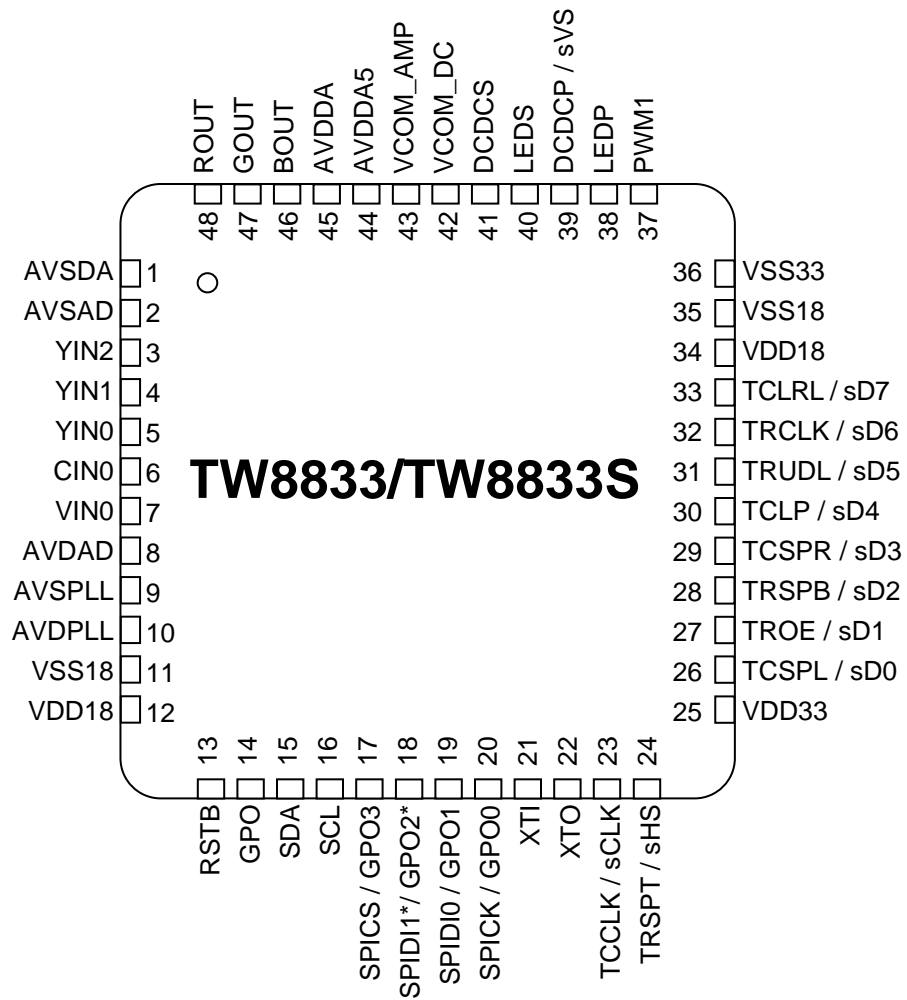 ROUT
GOUT
BOUT
AVDDA
AVDDA5
VCOM_AMP
VCOM_DC
DCDCS
LEDS
DCDCP / sVS
LEDP
PWM1
48
47
46
45
44
43
42
41
40
39
38
37
AVSDA 1
AVSAD 2
YIN2 3
YIN1 4
YIN0 5
CIN0 6
VIN0 7
AVDAD 8
AVSPLL 9
AVDPLL 10
VSS18 11
VDD18 12
TW8833/TW8833S
36 VSS33
35 VSS18
34 VDD18
33 TCLRL / sD7
32 TRCLK / sD6
31 TRUDL / sD5
30 TCLP / sD4
29 TCSPR / sD3
28 TRSPB / sD2
27 TROE / sD1
26 TCSPL / sD0
25 VDD33
13
14
15
16
17
18
19
20
21
22
23
24
RSTB
GPO
SDA
SCL
SPICS / GPO3
SPIDI1*/ GPO2*
SPIDI0 / GPO1
SPICK / GPO0
XTI
XTO
TCCLK / sCLK
TRSPT / sHS